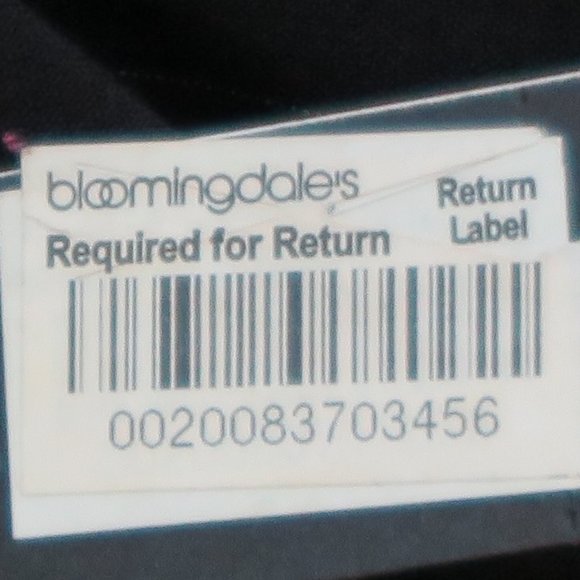 bloomingdale's
Return
Label
Required for Return
0020083703456